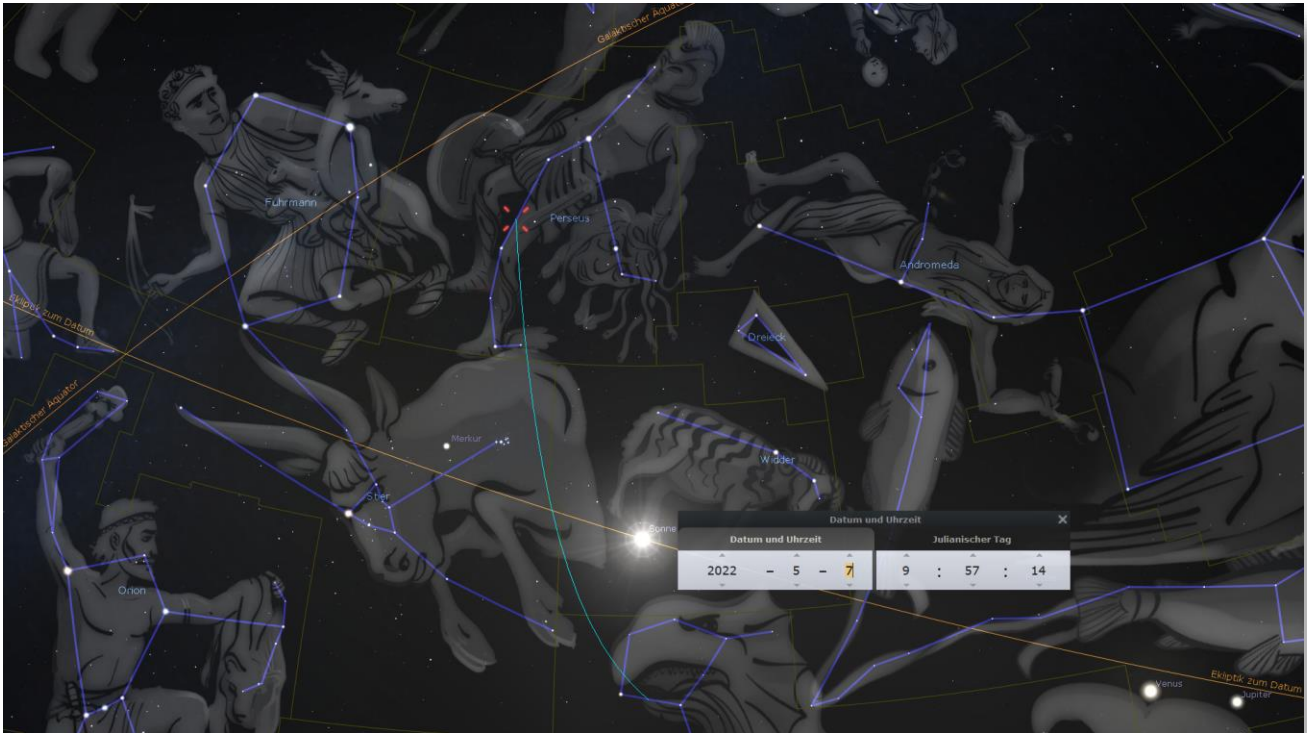 Galaktischer Äquator
Fuhrmann
Perseus
Andromeda
Ekliptik zum Datum
Dreieck
Galaktischer Äquator
Merkur
Widder
Stier
Sonne
Datum und Uhrzeit
Datum und Uhrzeit Julianischer Tag
2022 - 5 - 7 9 : 57 : 14
Orion
Venus
Ekliptik zum Datum
Jupiter